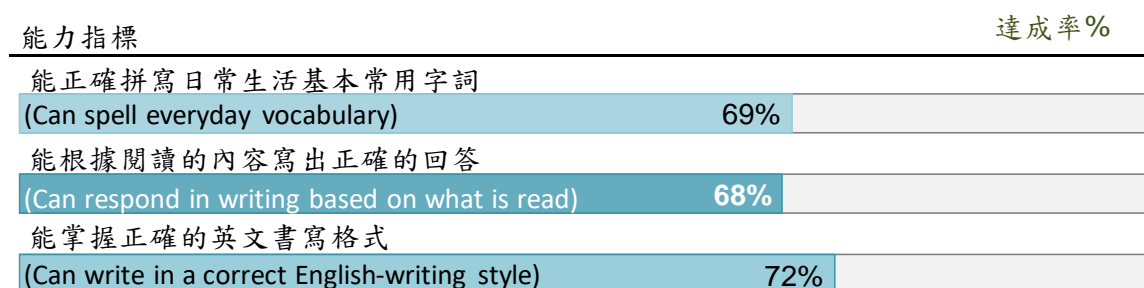 能力指標 達成率%
能正確拼寫日常生活基本常用字詞
(Can spell everyday vocabulary) 69%
能根據閱讀的內容寫出正確的回答
(Can respond in writing based on what is read) 68%
能掌握正確的英文書寫格式
(Can write in a correct English-writing style) 72%